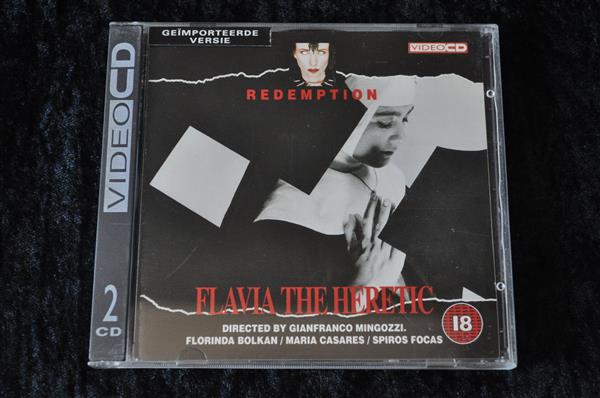 GEÏMPORTEERDE
VERSIE
VIDEO CD
REDEMPTION
VIDEO CD
2
CD
FLAVIA THE HERETIC
DIRECTED BY GIANFRANCO MINGOZZI.
FLORINDA BOLKAN / MARIA CASARES / SPIROS FOCAS
18